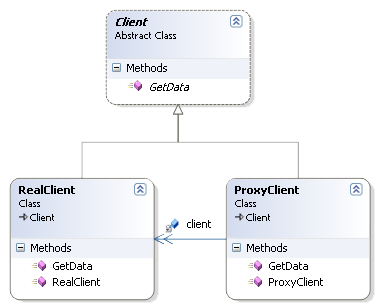 Client
Abstract Class
Methods
GetData
RealClient
Class
Client
Methods
GetData
RealClient
client
ProxyClient
Class
Client
Methods
GetData
ProxyClient